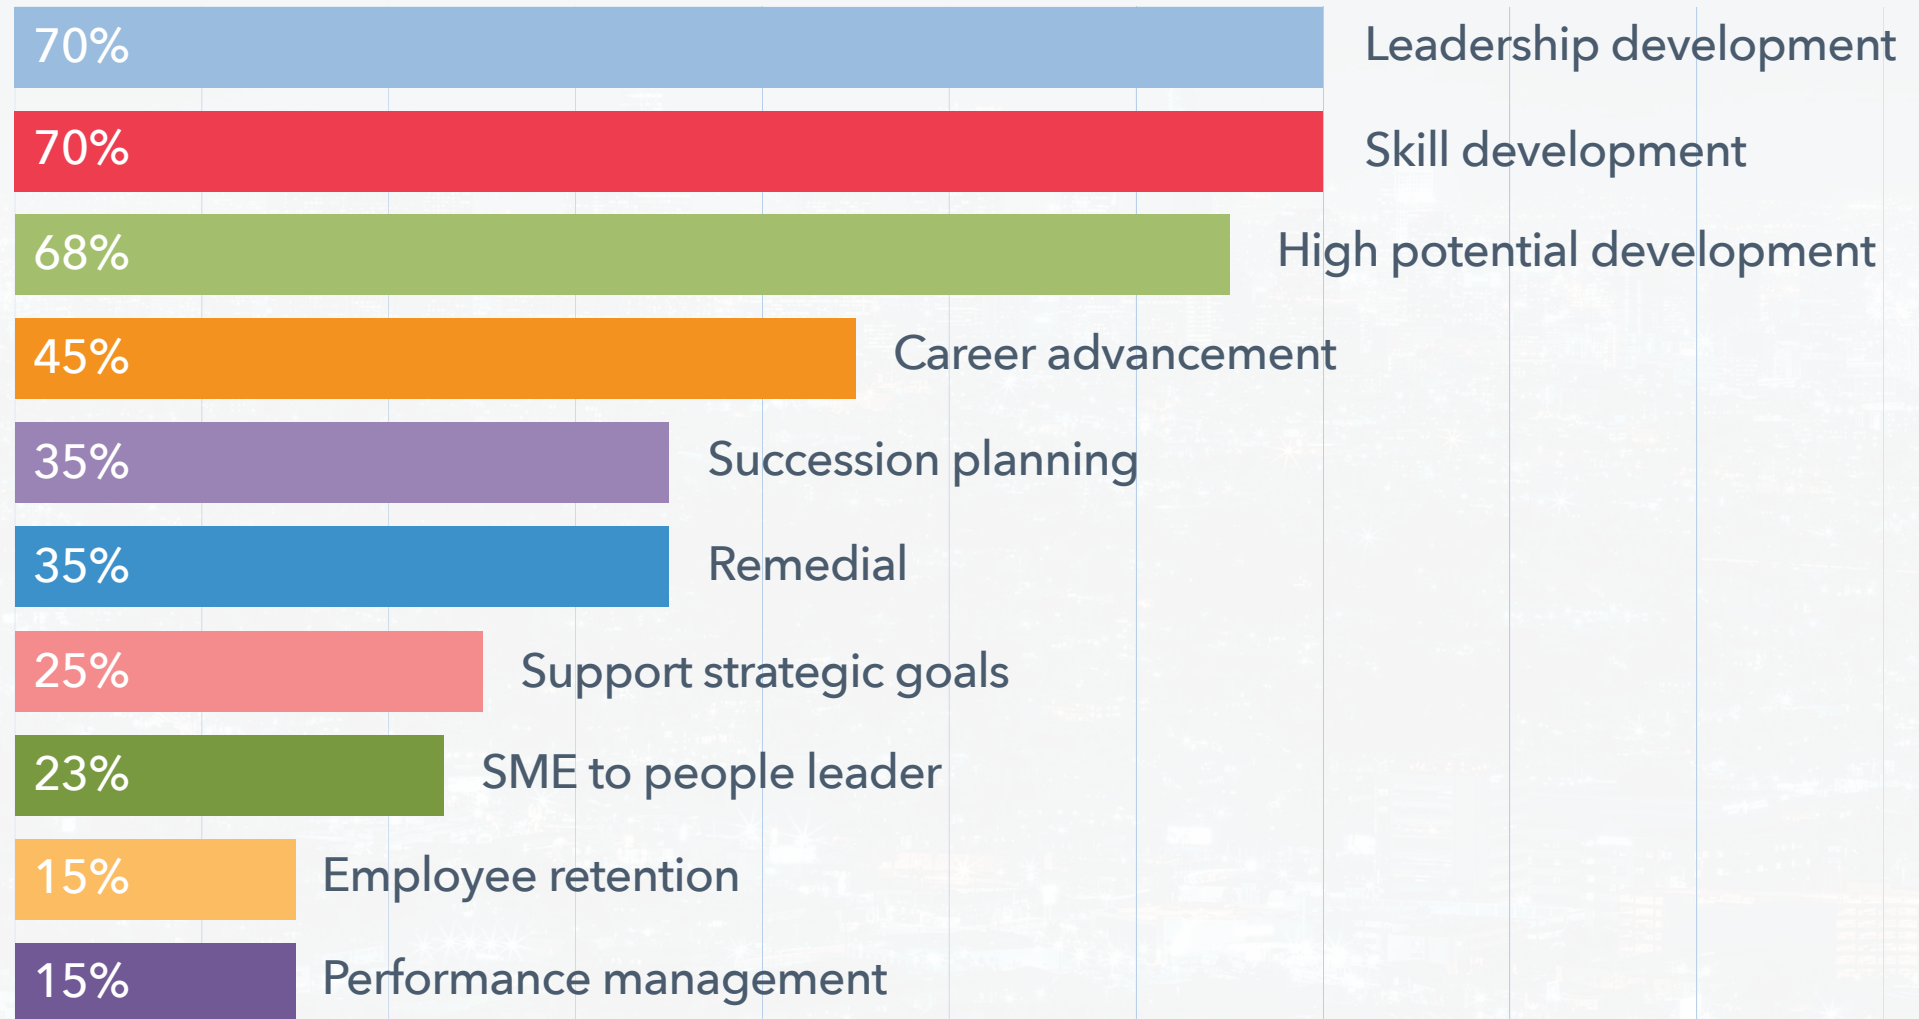 70% Leadership development
70% Skill development
68% High potential development
45% Career advancement
35% Succession planning
35% Remedial
25% Support strategic goals
23% SME to people leader
15% Employee retention
15% Performance management